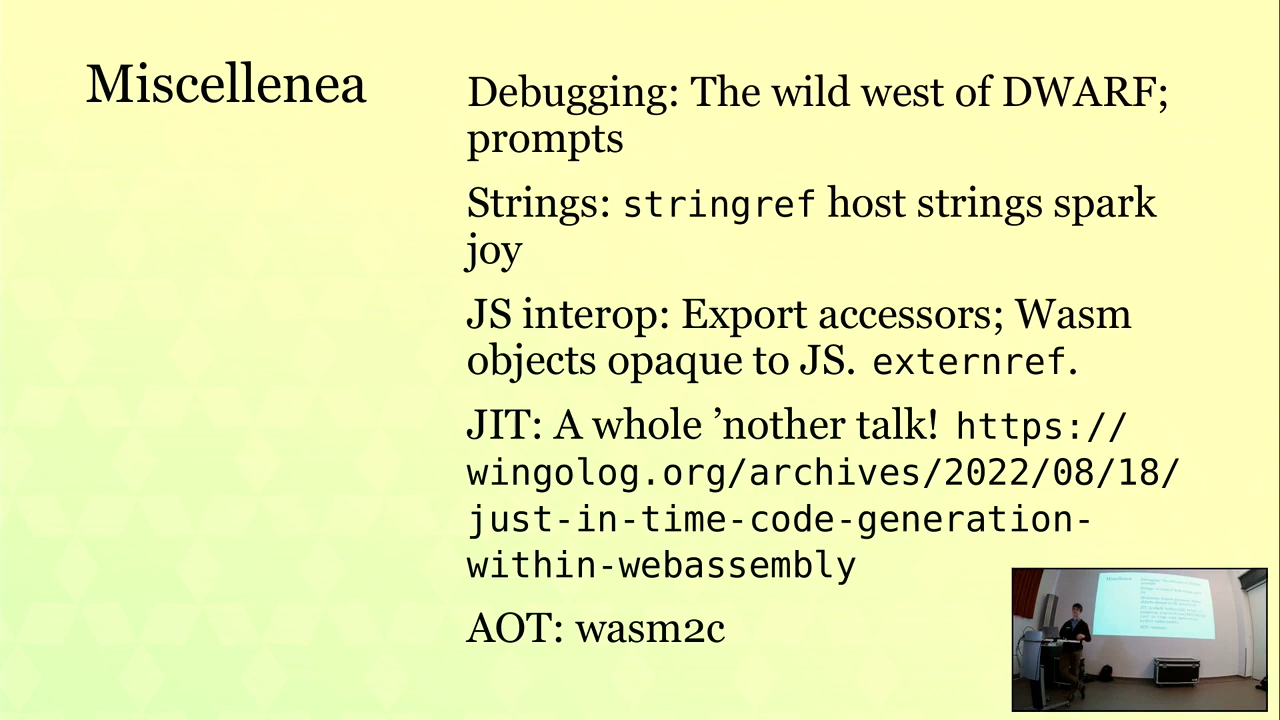 Miscellenea
Debugging: The wild west of DWARF;
prompts
Strings: stringref host strings spark
joy
JS interop: Export accessors; Wasm
objects opaque to JS. externref.
JIT: A whole ’nother talk! https://
wingolog.org/archives/2022/08/18/
just-in-time-code-generation-
within-webassembly
AOT: wasm2c